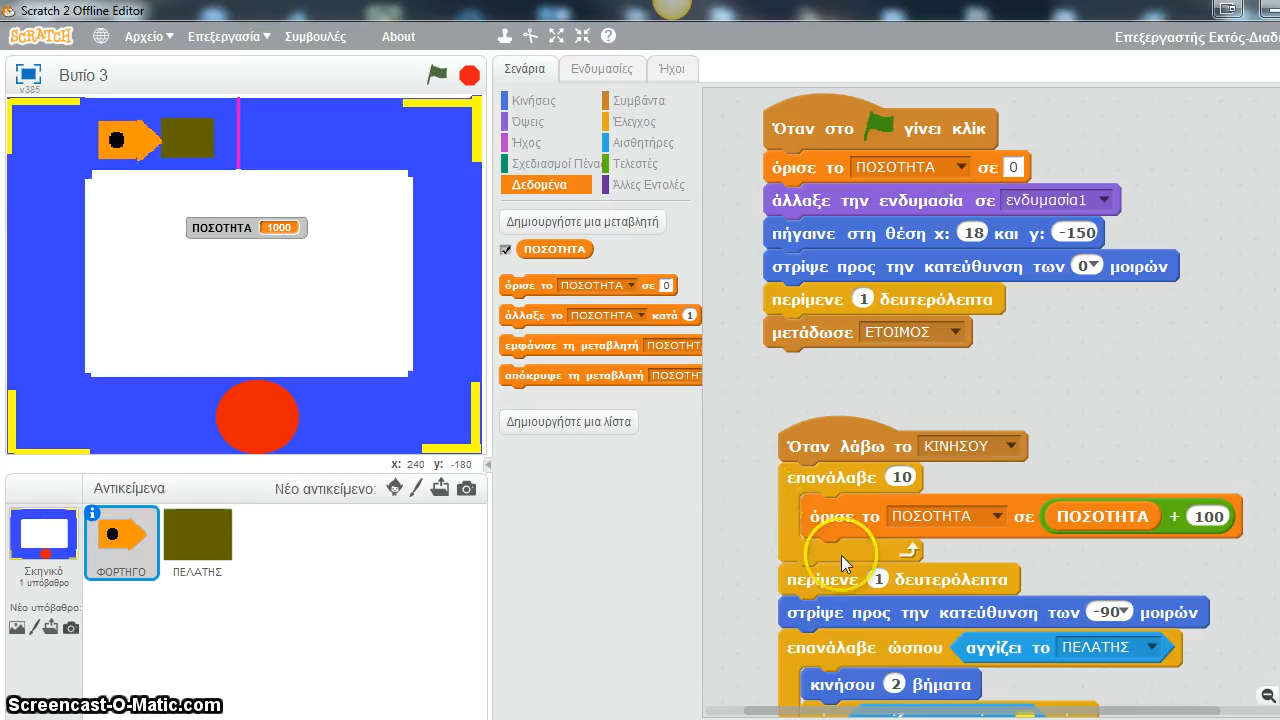 Scratch 2 Offline Editor
SCRATCH Αρχείο Επεξεργασία Συμβουλές About
Επεξεργαστής Εκτός-Διαδι
v385
Βυτίο 3
Σενάρια Ενδυμασίες Ήχοι
Κινήσεις Συμβάντα
Όψεις Έλεγχος
Ήχος Αισθητήρες
Σχεδιασμοί Πένας Τελεστές
Δεδομένα Άλλες Εντολές
Δημιουργήστε μια μεταβλητή
ΠΟΣΟΤΗΤΑ
όρισε το ΠΟΣΟΤΗΤΑ σε 0
άλλαξε το ΠΟΣΟΤΗΤΑ κατά 1
εμφάνισε τη μεταβλητή ΠΟΣΟΤΗΤ
απόκρυψε τη μεταβλητή ΠΟΣΟΤΗΤ
Δημιουργήστε μια λίστα
ΠΟΣΟΤΗΤΑ 1000
x: 240 y: -180
Αντικείμενα Νέο αντικείμενο:
Σκηνικό
1 υπόβαθρο
Νέο υπόβαθρο:
ΦΟΡΤΗΓΟ
ΠΕΛΑΤΗΣ
Όταν στο γίνει κλικ
όρισε το ΠΟΣΟΤΗΤΑ σε 0
άλλαξε την ενδυμασία σε ενδυμασία1
πήγαινε στη θέση x: 18 και y: -150
στρίψε προς την κατεύθυνση των 0 μοιρών
περίμενε 1 δευτερόλεπτα
μετάδωσε ΕΤΟΙΜΟΣ
Όταν λάβω το ΚΙΝΗΣΟΥ
επανάλαβε 10
όρισε το ΠΟΣΟΤΗΤΑ σε ΠΟΣΟΤΗΤΑ + 100
περίμενε 1 δευτερόλεπτα
στρίψε προς την κατεύθυνση των -90 μοιρών
επανάλαβε ώσπου αγγίζει το ΠΕΛΑΤΗΣ
κινήσου 2 βήματα
Screencast-O-Matic.com